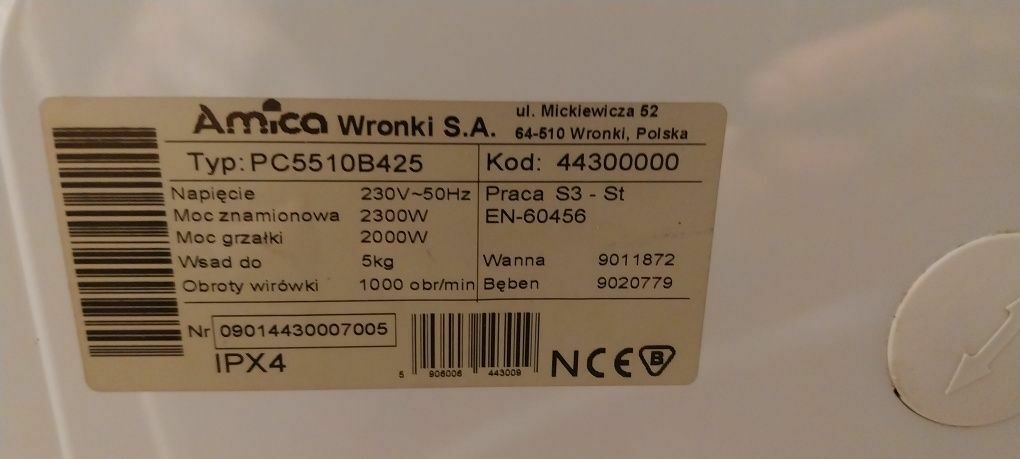 Amica Wronki S.A.
ul. Mickiewicza 52
64-510 Wronki, Polska
Typ: PC5510B425
Kod: 44300000
Napięcie 230V~50Hz
Moc znamionowa 2300W
Moc grzałki 2000W
Wsad do 5kg
Obroty wirówki 1000 obr/min
Praca S3 - St
EN-60456
Wanna 9011872
Bęben 9020779
Nr 09014430007005
IPX4
5 906006 443009
N CE B